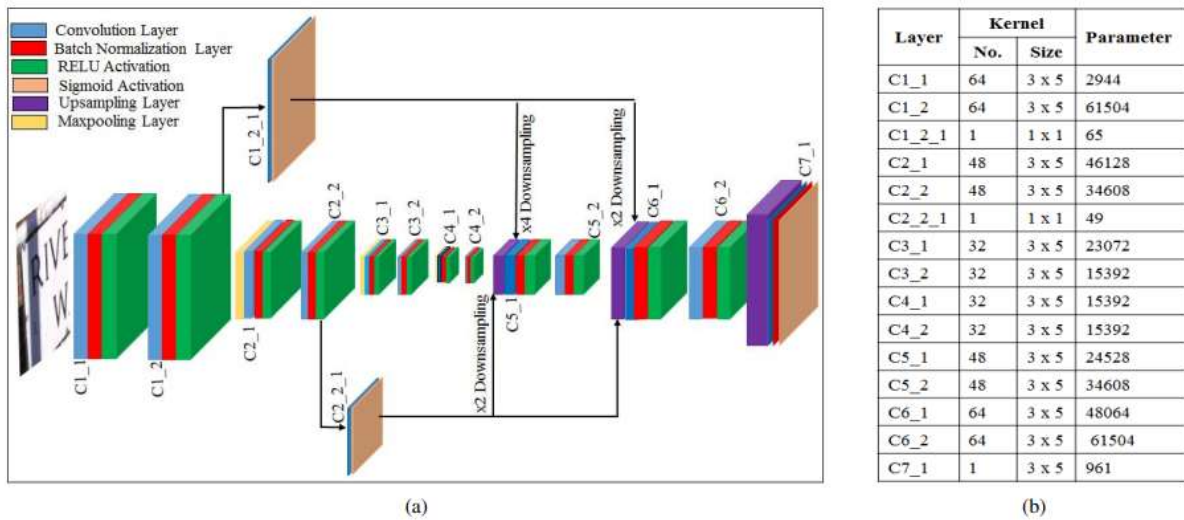 Convolution Layer
Batch Normalization Layer
RELU Activation
Sigmoid Activation
Upsampling Layer
Maxpooling Layer
C1_2_1
x4 Downsampling
x2 Downsampling
C7_1
RIVE
W
C1_1
C1_2
C2_1
C2_2
C3_1
C3_2
C4_1
C4_2
C5_1
C5_2
C6_1
C6_2
C2_2_1
x2 Downsampling
(a)
Layer Kernel Parameter
No. Size
C1_1 64 3 x 5 2944
C1_2 64 3 x 5 61504
C1_2_1 1 1 x 1 65
C2_1 48 3 x 5 46128
C2_2 48 3 x 5 34608
C2_2_1 1 1 x 1 49
C3_1 32 3 x 5 23072
C3_2 32 3 x 5 15392
C4_1 32 3 x 5 15392
C4_2 32 3 x 5 15392
C5_1 48 3 x 5 24528
C5_2 48 3 x 5 34608
C6_1 64 3 x 5 48064
C6_2 64 3 x 5 61504
C7_1 1 3 x 5 961
(b)